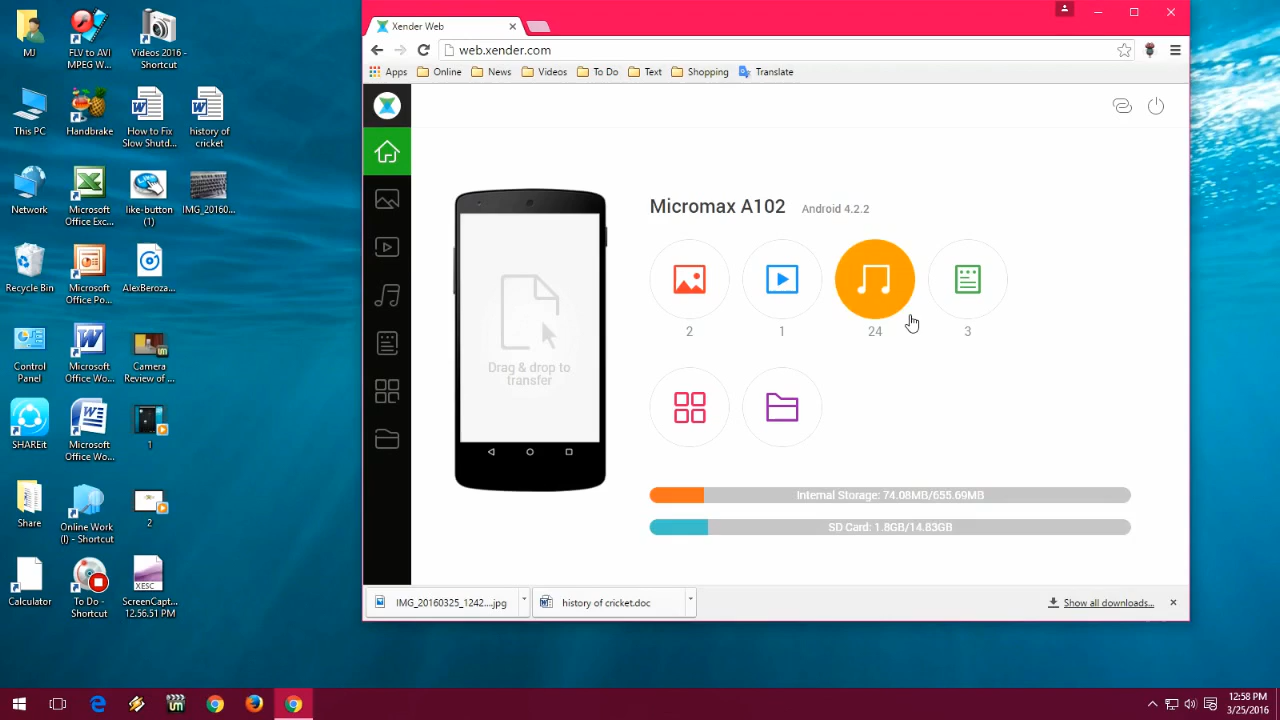 MJ
FLV to AVI
MPEG W...
Videos 2016 -
Shortcut
This PC
Handbrake
How to Fix
Slow Shutd...
history of
cricket
Network
Microsoft
Office Exc...
like-button
(1)
IMG_20160...
Recycle Bin
Microsoft
Office Po...
AlexBeroza...
Control
Panel
Microsoft
Office Wo...
Camera
Review of ...
SHAREit
Microsoft
Office Wo...
1
Share
Online Work
(I) - Shortcut
2
Calculator
To Do -
Shortcut
XESC
ScreenCapt...
12.56.51 PM
Xender Web
web.xender.com
Apps
Online
News
Videos
To Do
Text
Shopping
Translate
Micromax A102 Android 4.2.2
2
1
24
3
Drag & drop to
transfer
Internal Storage: 74.08MB/655.69MB
SD Card: 1.8GB/14.83GB
IMG_20160325_1242....jpg
history of cricket.doc
Show all downloads...
12:58 PM
3/25/2016